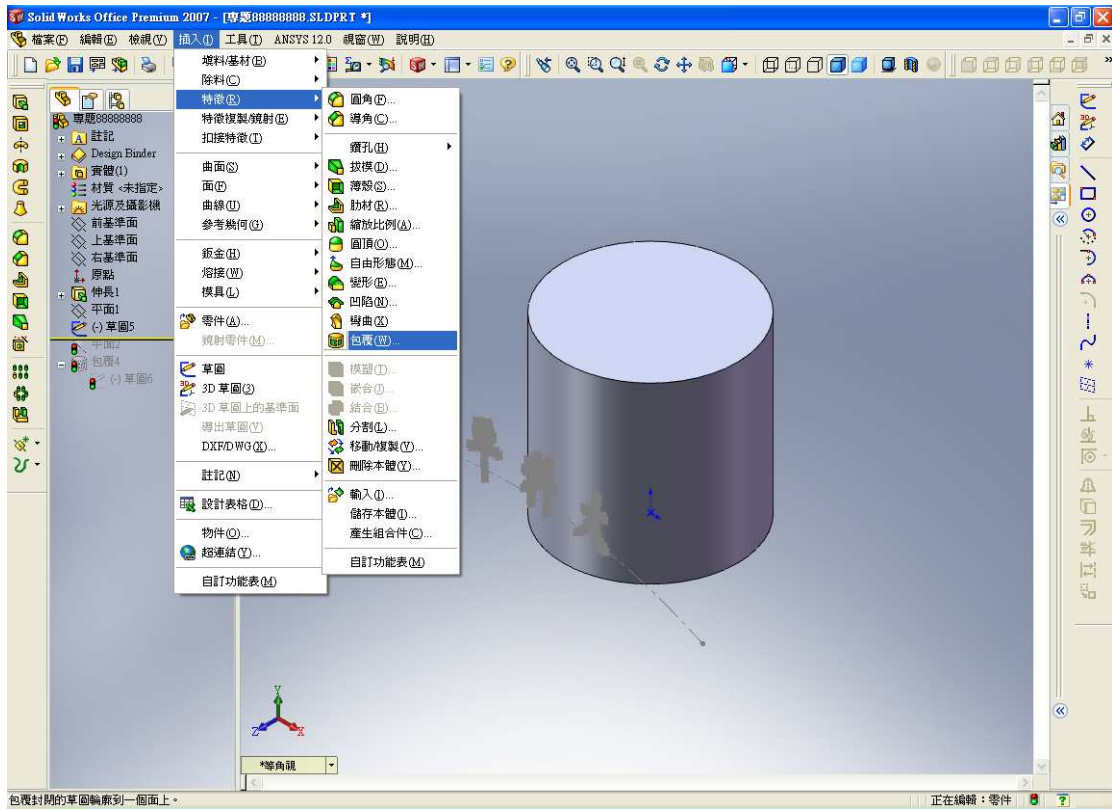 SolidWorks Office Premium 2007 - [專題88888888.SLDPRT *]
檔案(F) 編輯(E) 檢視(V) 插入(I) 工具(T) ANSYS 12.0 視窗(W) 說明(H)
專題88888888
註記
Design Binder
實體(1)
材質 <未指定>
光源及攝影機
前基準面
上基準面
右基準面
原點
伸長1
平面1
(-) 草圖5
平面2
包覆4
(-) 草圖6
填料/基材(B)
除料(C)
特徵(R)
特徵複製/鏡射(E)
扣接特徵(T)
曲面(S)
面(F)
曲線(U)
參考幾何(G)
鈑金(H)
熔接(W)
模具(L)
零件(A)...
鏡射零件(M)...
草圖
3D 草圖(3)
3D 草圖上的基準面
導出草圖(V)
DXF/DWG(X)...
註記(N)
設計表格(D)...
物件(O)...
超連結(Y)...
自訂功能表(M)
圓角(F)...
導角(C)...
鑽孔(H)
拔模(D)...
薄殼(S)...
肋材(R)...
縮放比例(A)...
圓頂(O)...
自由形態(M)...
變形(E)...
凹陷(N)...
彎曲(X)
包覆(W)...
模塑(T)...
嵌合(J)...
結合(B)...
分割(L)...
移動/複製(V)...
刪除本體(Y)...
輸入(I)...
儲存本體(I)...
產生組合件(C)...
自訂功能表(M)
Y
Z
X
*等角視
包覆封閉的草圖輪廓到一個面上。
正在編輯：零件